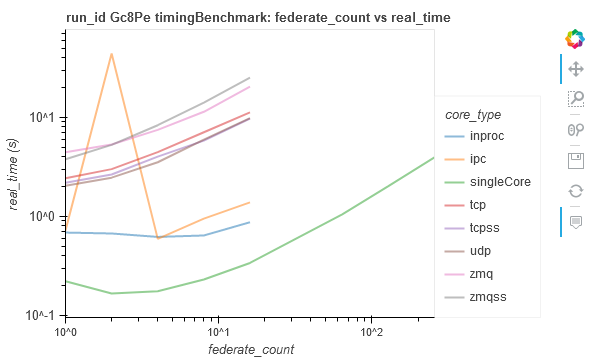 run_id Gc8Pe timingBenchmark: federate_count vs real_time
real_time (s)
10^1
10^0
10^-1
10^0
10^1
10^2
federate_count
core_type
inproc
ipc
singleCore
tcp
tcpss
udp
zmq
zmqss